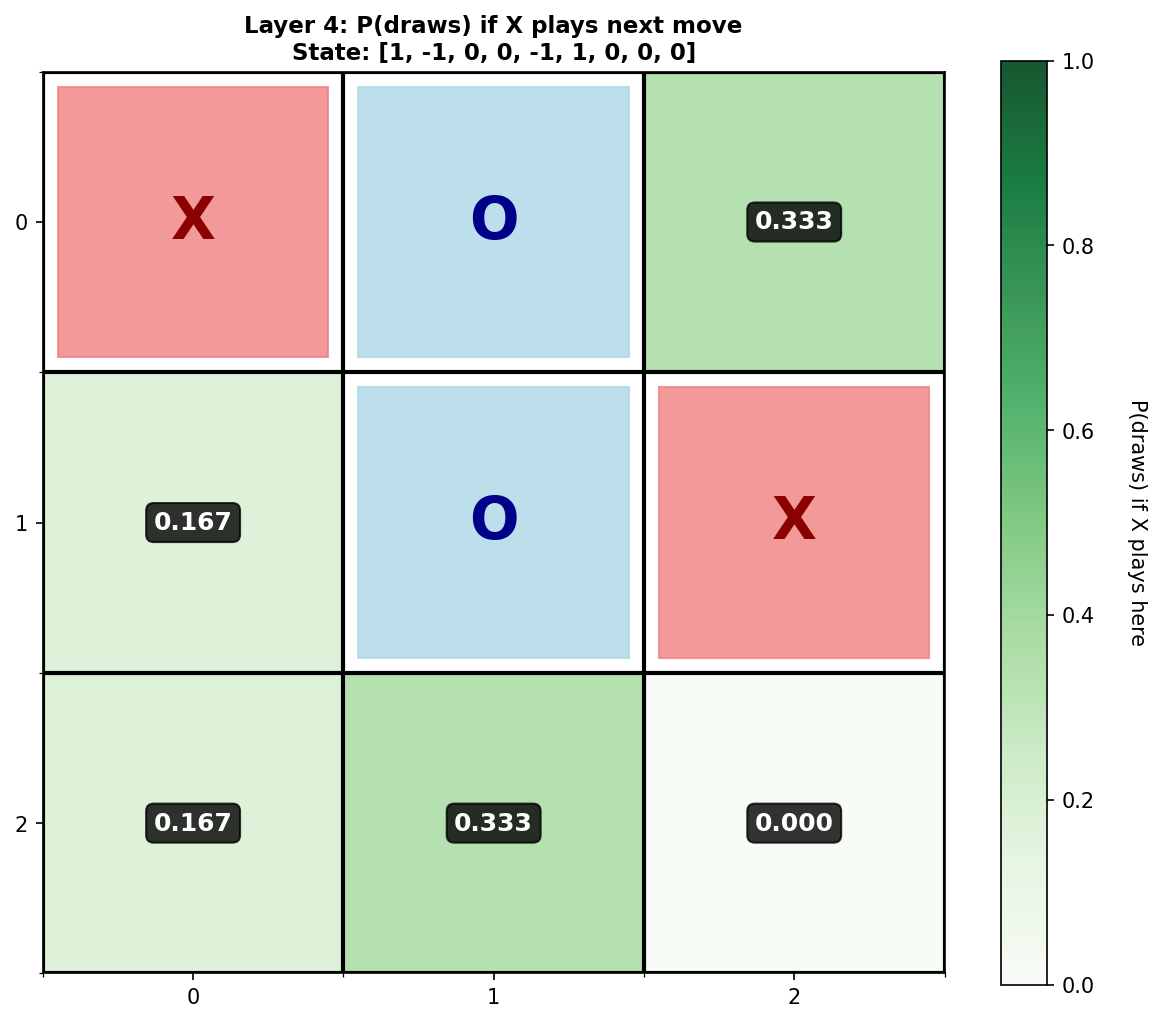 Layer 4: P(draws) if X plays next move
State: [1, -1, 0, 0, -1, 1, 0, 0, 0]
0
X
O
0.333
1
0.167
O
X
2
0.167
0.333
0.000
0
1
2
1.0
0.8
0.6
0.4
0.2
0.0
P(draws) if X plays here